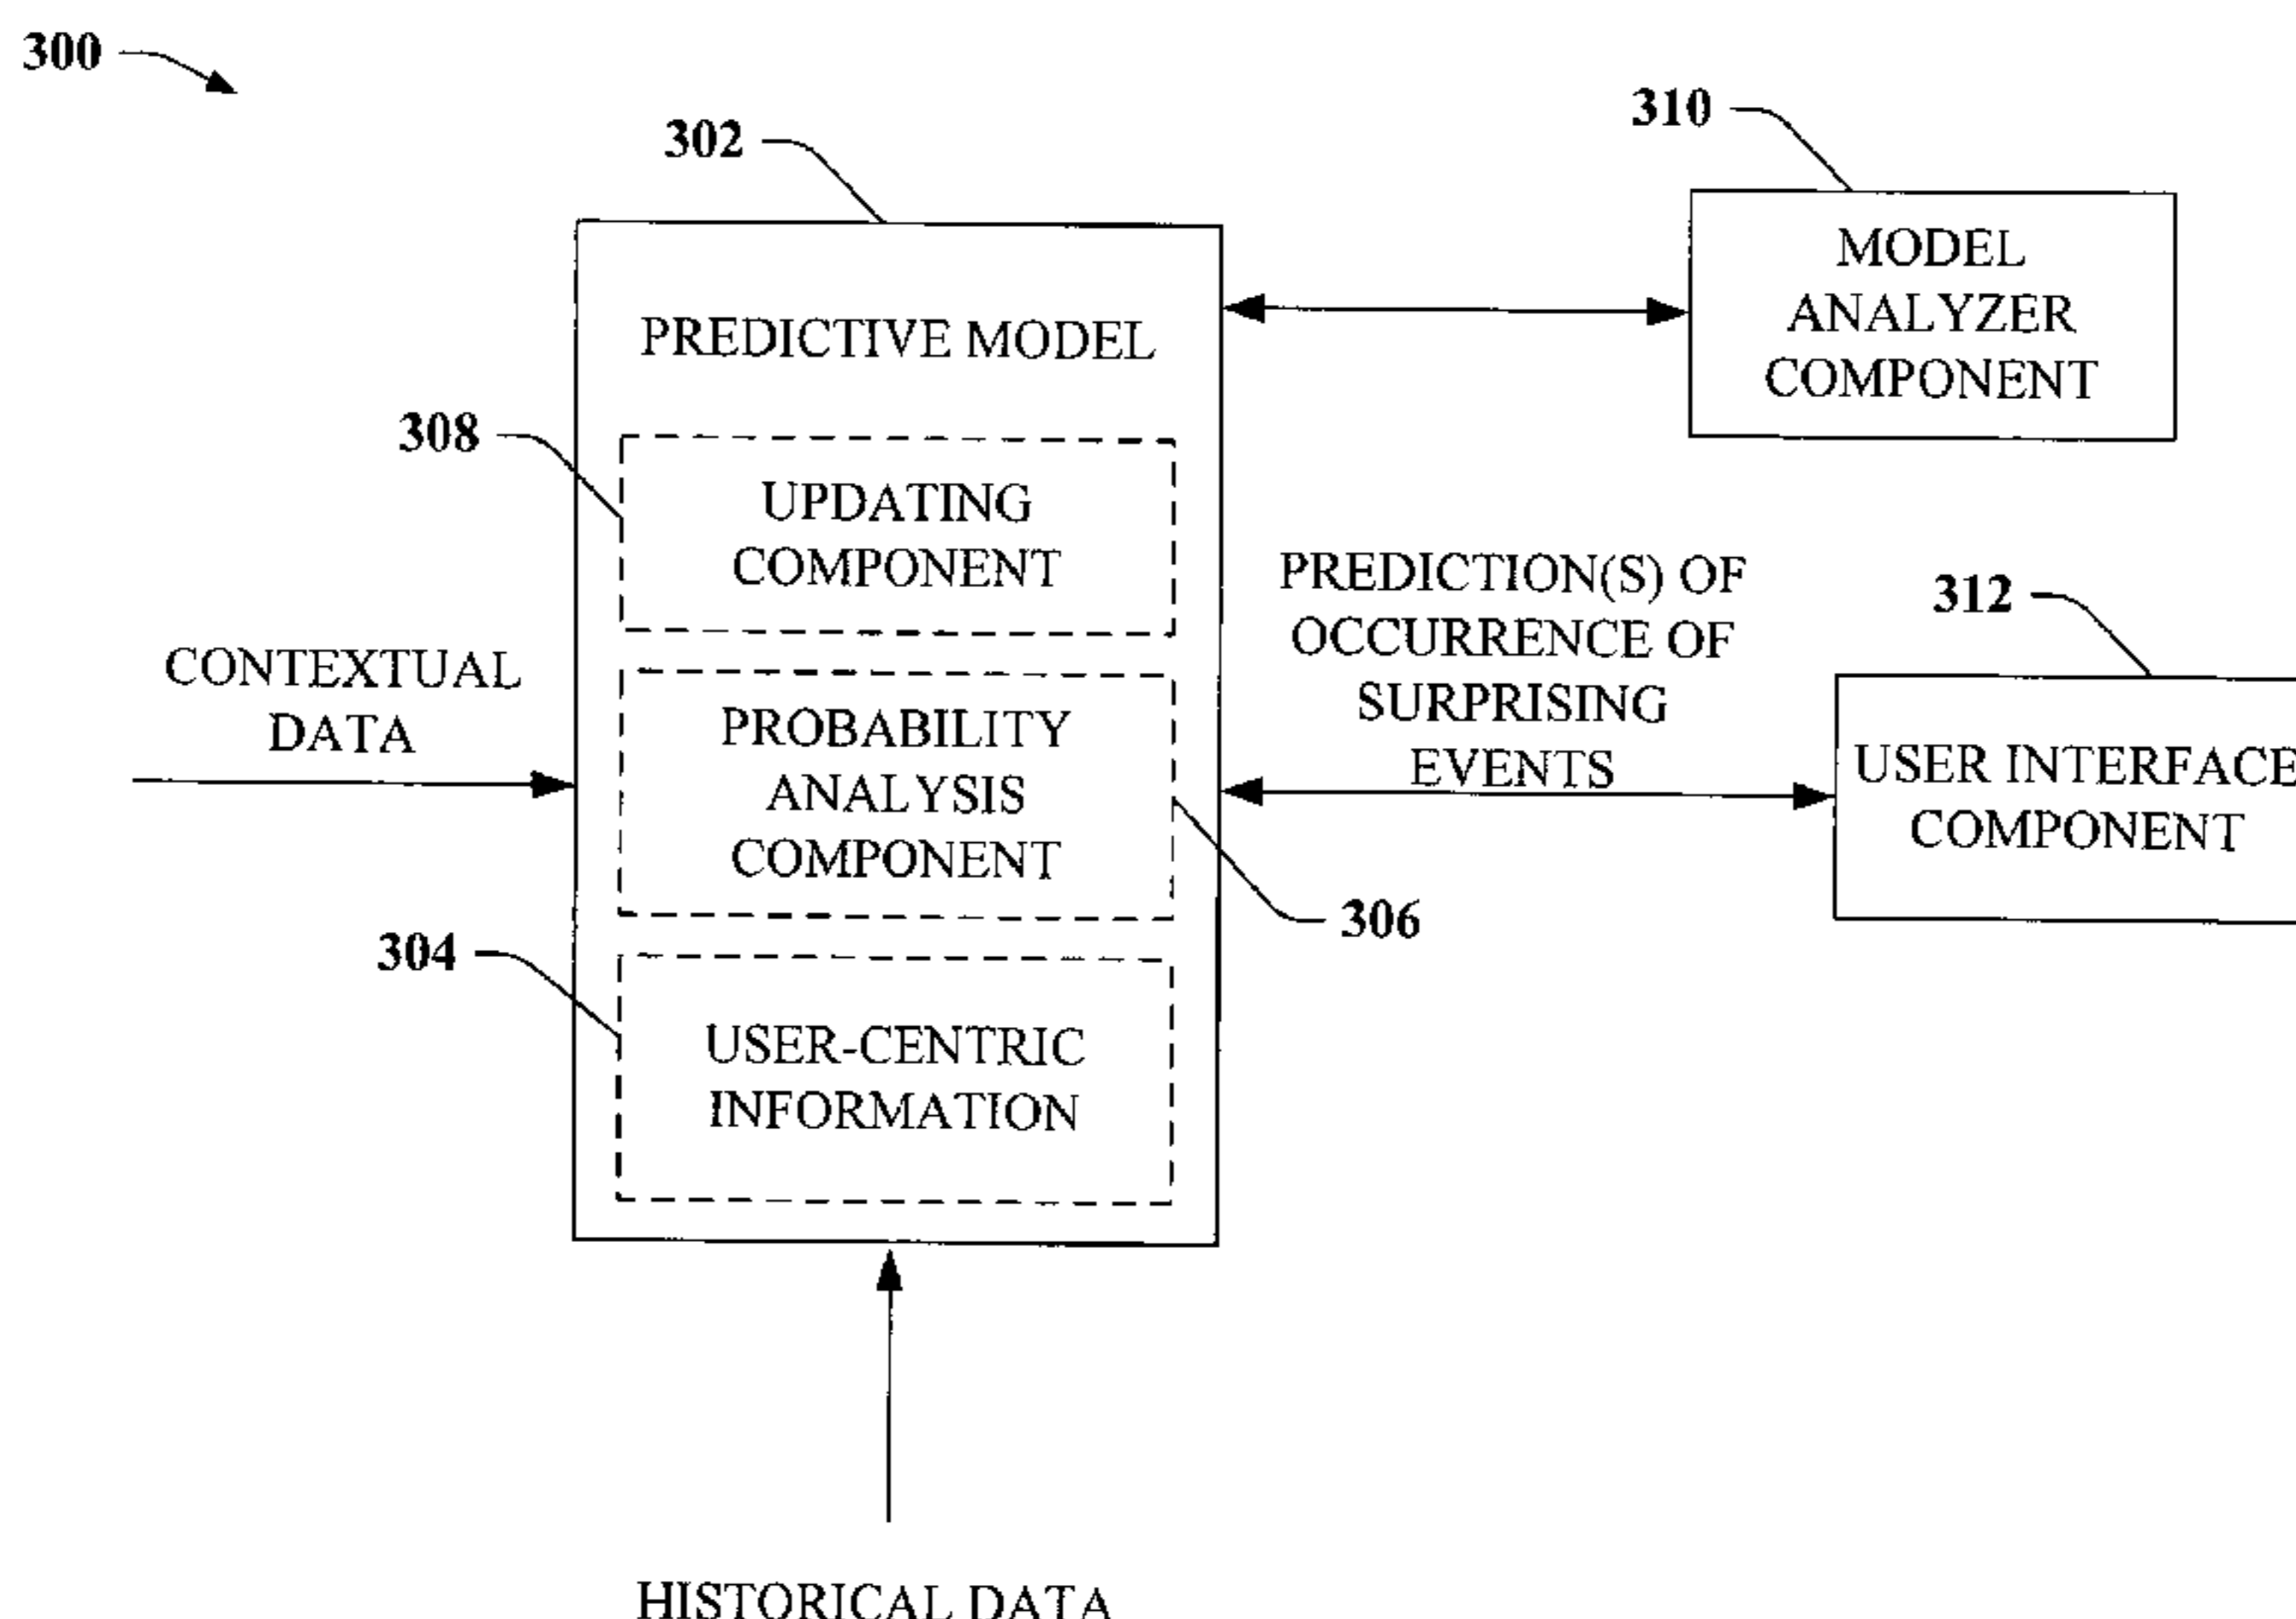 300
302
310
MODEL
ANALYZER
COMPONENT
PREDICTIVE MODEL
308
UPDATING
COMPONENT
PREDICTION(S) OF
OCCURRENCE OF
SURPRISING
EVENTS
312
CONTEXTUAL
DATA
PROBABILITY
ANALYSIS
COMPONENT
USER INTERFACE
COMPONENT
306
304
USER-CENTRIC
INFORMATION
HISTORICAL DATA